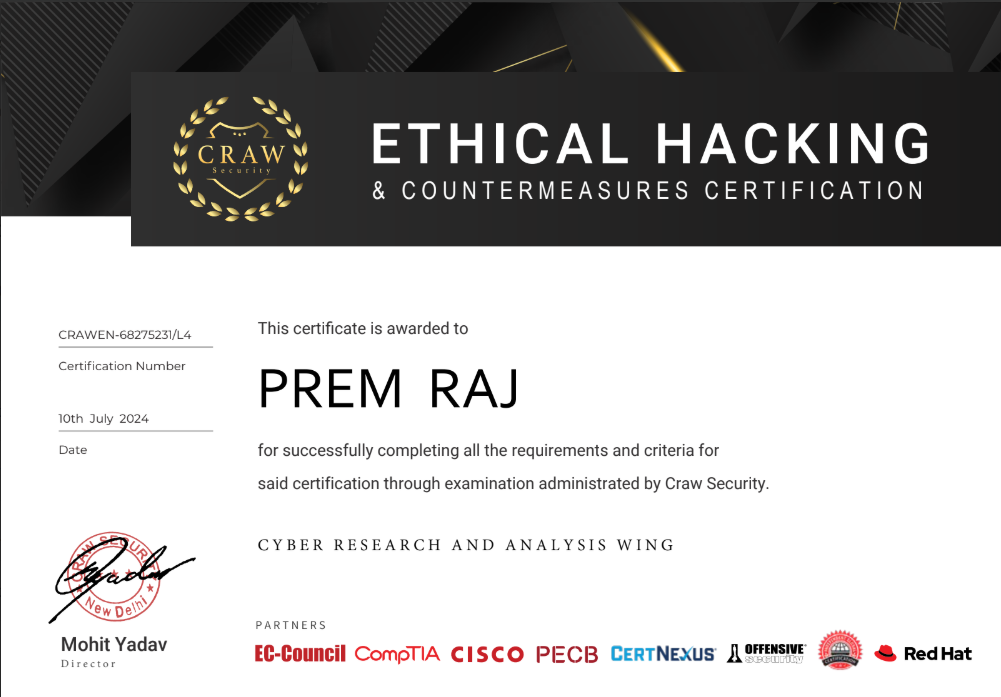 CRAW
Security
ETHICAL HACKING
& COUNTERMEASURES CERTIFICATION
CRAWEN-68275231/L4
Certification Number
10th July 2024
Date
This certificate is awarded to
PREM RAJ
for successfully completing all the requirements and criteria for
said certification through examination administrated by Craw Security.
CYBER RESEARCH AND ANALYSIS WING
CRAW SECURITY
New Delhi
Mohit Yadav
Director
PARTNERS
EC-Council CompTIA CISCO PECB CERTNEXUS OFFENSIVE security Red Hat